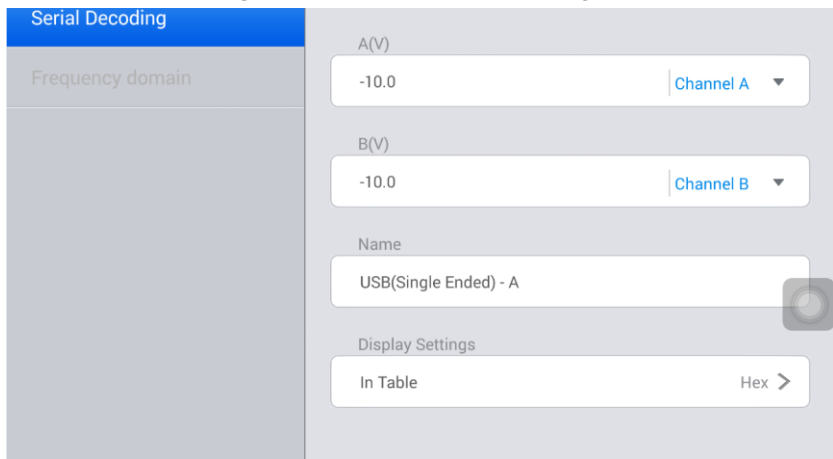 Serial Decoding
Frequency domain
A(V)
-10.0 Channel A
B(V)
-10.0 Channel B
Name
USB(Single Ended) - A
Display Settings
In Table Hex